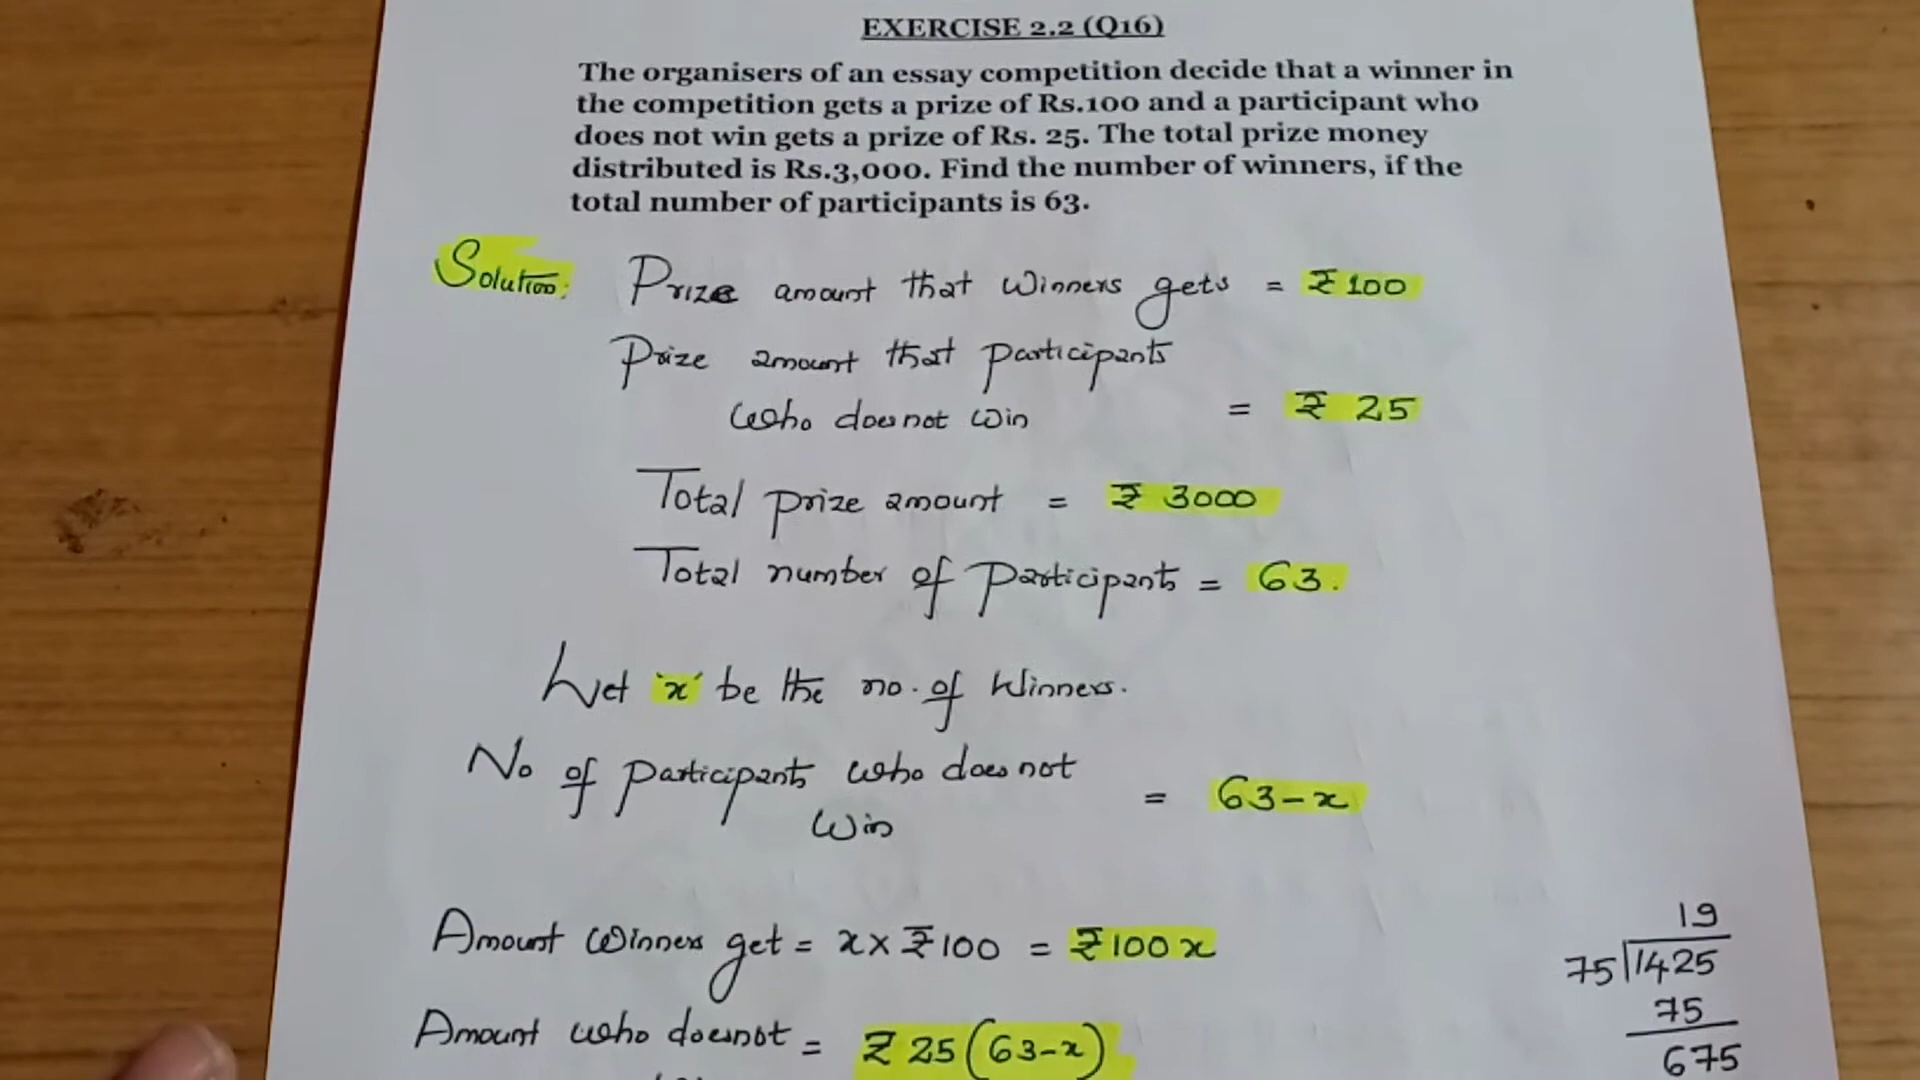 EXERCISE 2.2 (Q16)
The organisers of an essay competition decide that a winner in
the competition gets a prize of Rs.100 and a participant who
does not win gets a prize of Rs. 25. The total prize money
distributed is Rs.3,000. Find the number of winners, if the
total number of participants is 63.
Solution: Prize amount that winners gets = ₹ 100
Prize amount that participants
who does not win = ₹ 25
Total prize amount = ₹ 3000
Total number of participants = 63.
Let 'x' be the no. of Winners.
No of participants who does not
win = 63-x
Amount winners get = x × ₹ 100 = ₹ 100 x
19
75 1425
75
675
Amount who doesnot = ₹ 25 (63-x)